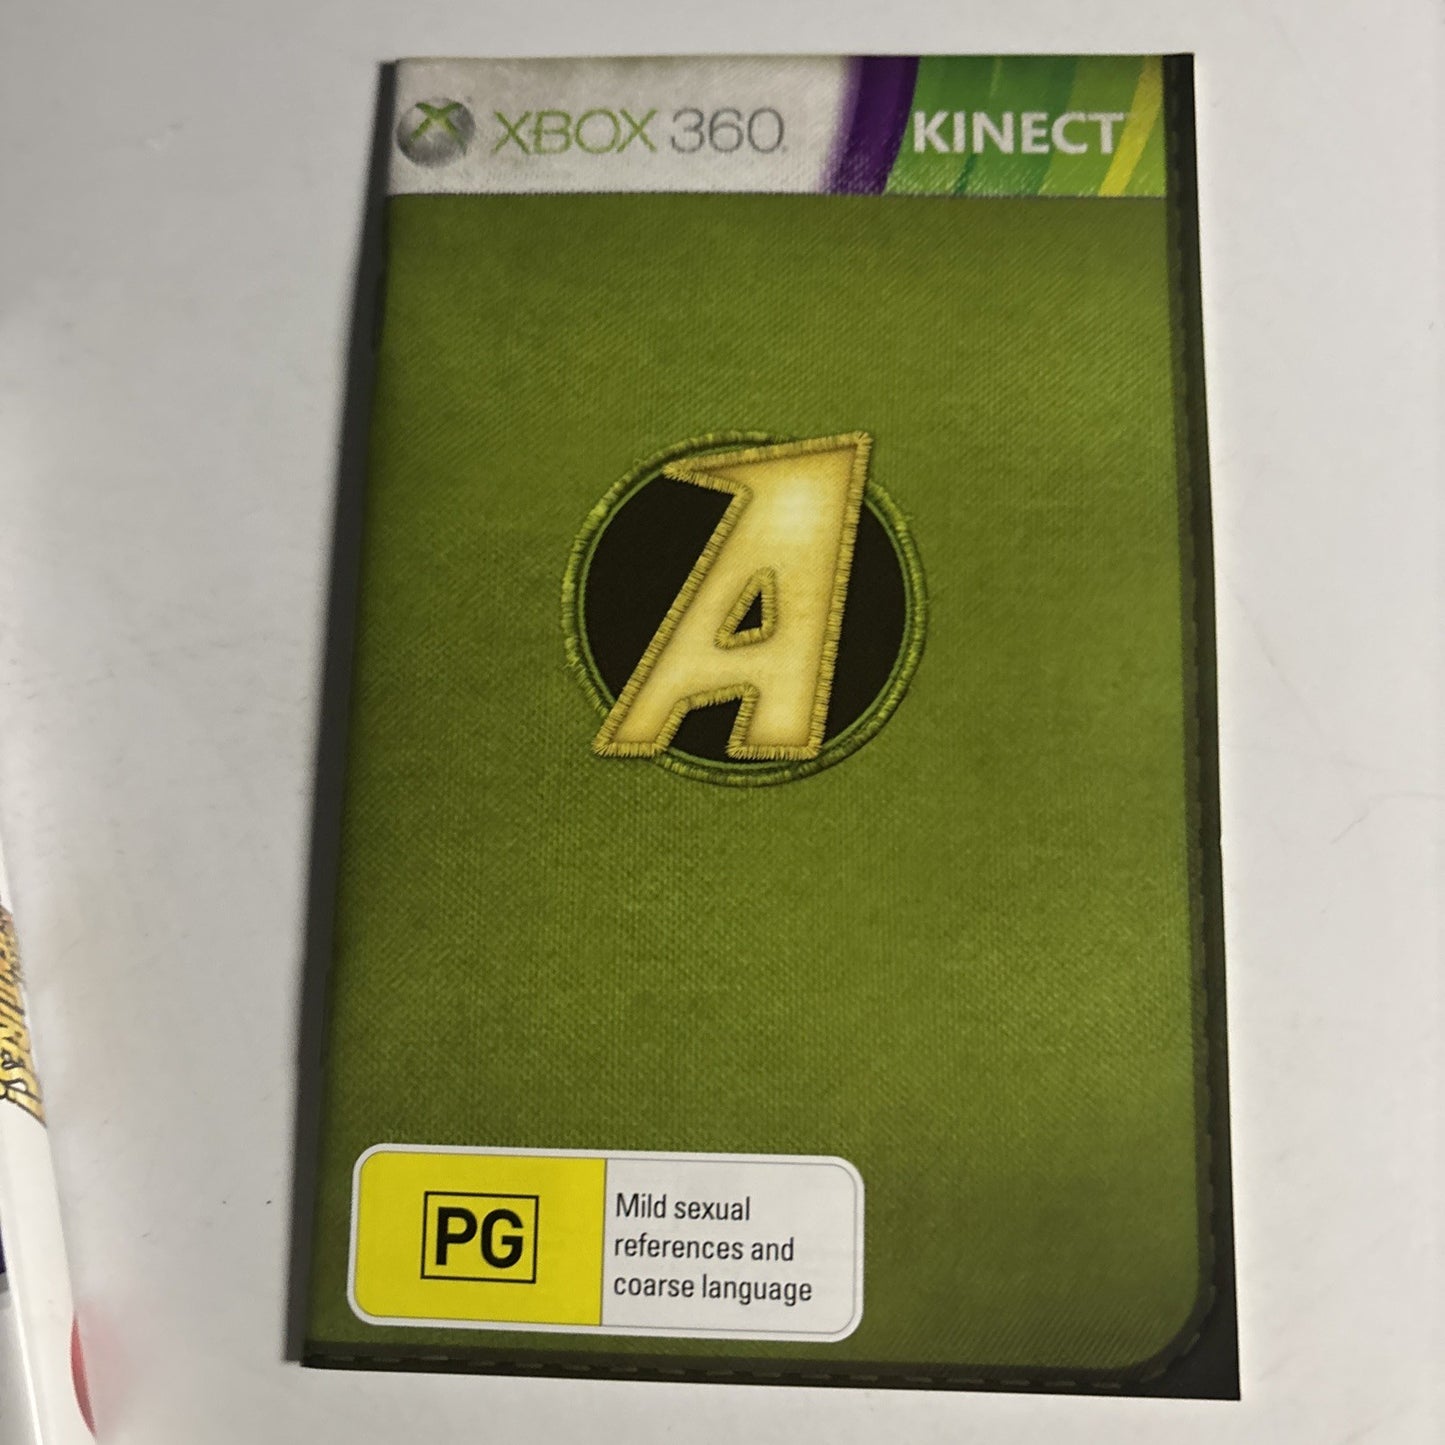 XBOX 360 KINECT
A
PG
Mild sexual
references and
coarse language